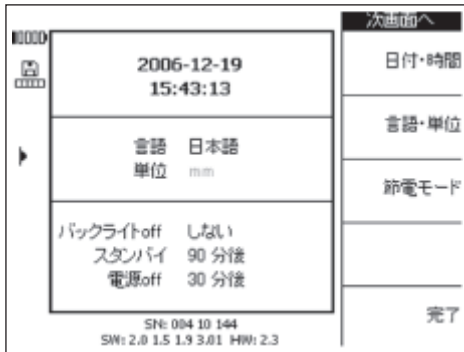 次画面へ
2006-12-19
15:43:13
日付・時間
言語 日本語
単位 mm
言語・単位
節電モード
バックライトoff しない
スタンバイ 90 分後
電源off 30 分後
完了
SN: 004 10 144
SW: 2.0 1.5 1.9 3.01 HW: 2.3